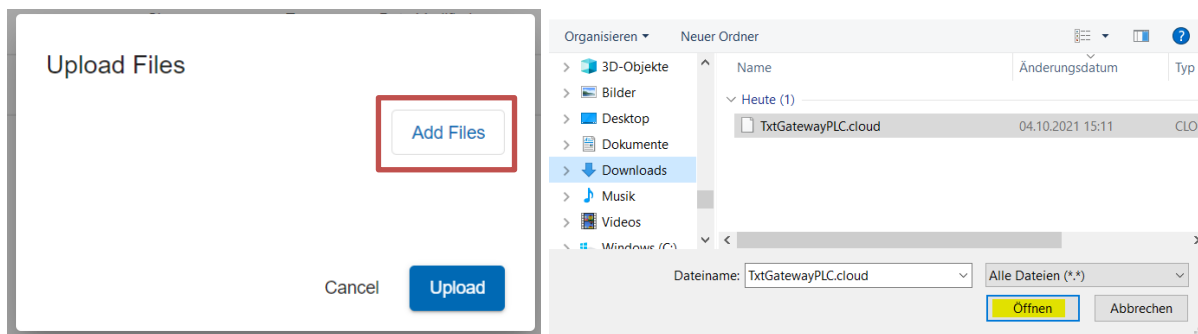 Upload Files
Add Files
Cancel
Upload
Organisieren
Neuer Ordner
?
3D-Objekte
Bilder
Desktop
Dokumente
Downloads
Musik
Videos
Windows (C:)
Name
Änderungsdatum
Typ
Heute (1)
TxtGatewayPLC.cloud
04.10.2021 15:11
CLO
Dateiname:
TxtGatewayPLC.cloud
Alle Dateien (*.*)
Öffnen
Abbrechen